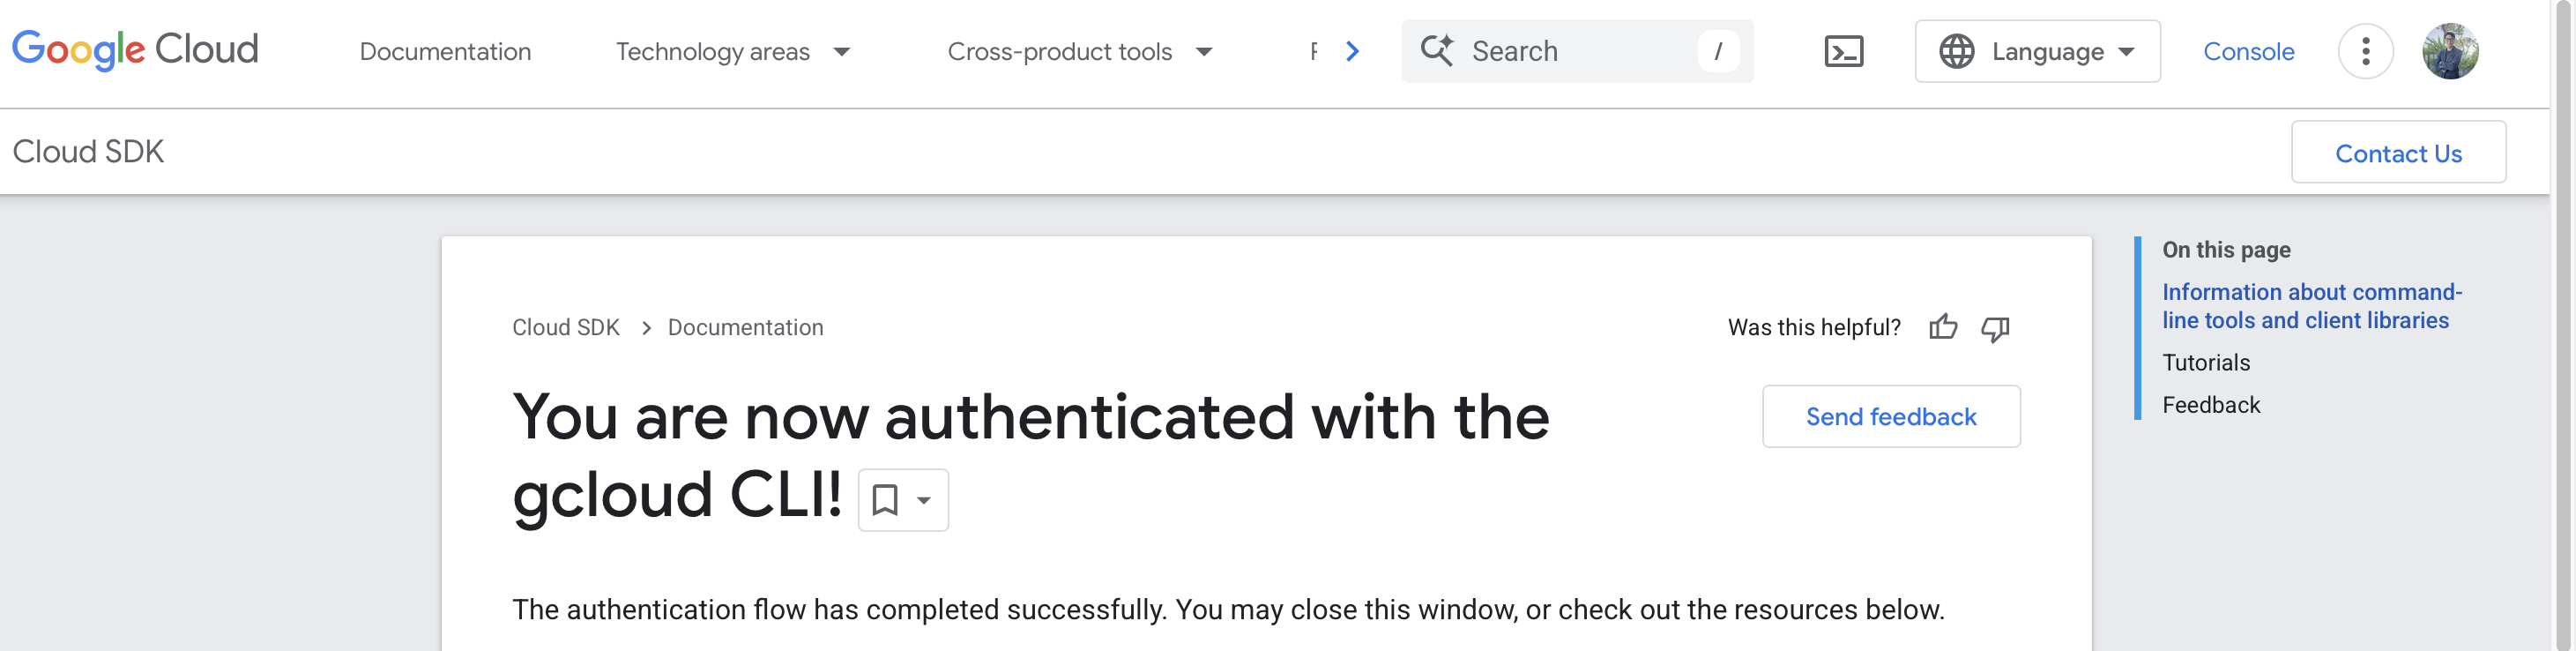 Google Cloud
Documentation
Technology areas
Cross-product tools
Search
/
Language
Console
Cloud SDK
Contact Us
Cloud SDK > Documentation
Was this helpful?
You are now authenticated with the
gcloud CLI!
Send feedback
The authentication flow has completed successfully. You may close this window, or check out the resources below.
On this page
Information about command-
line tools and client libraries
Tutorials
Feedback